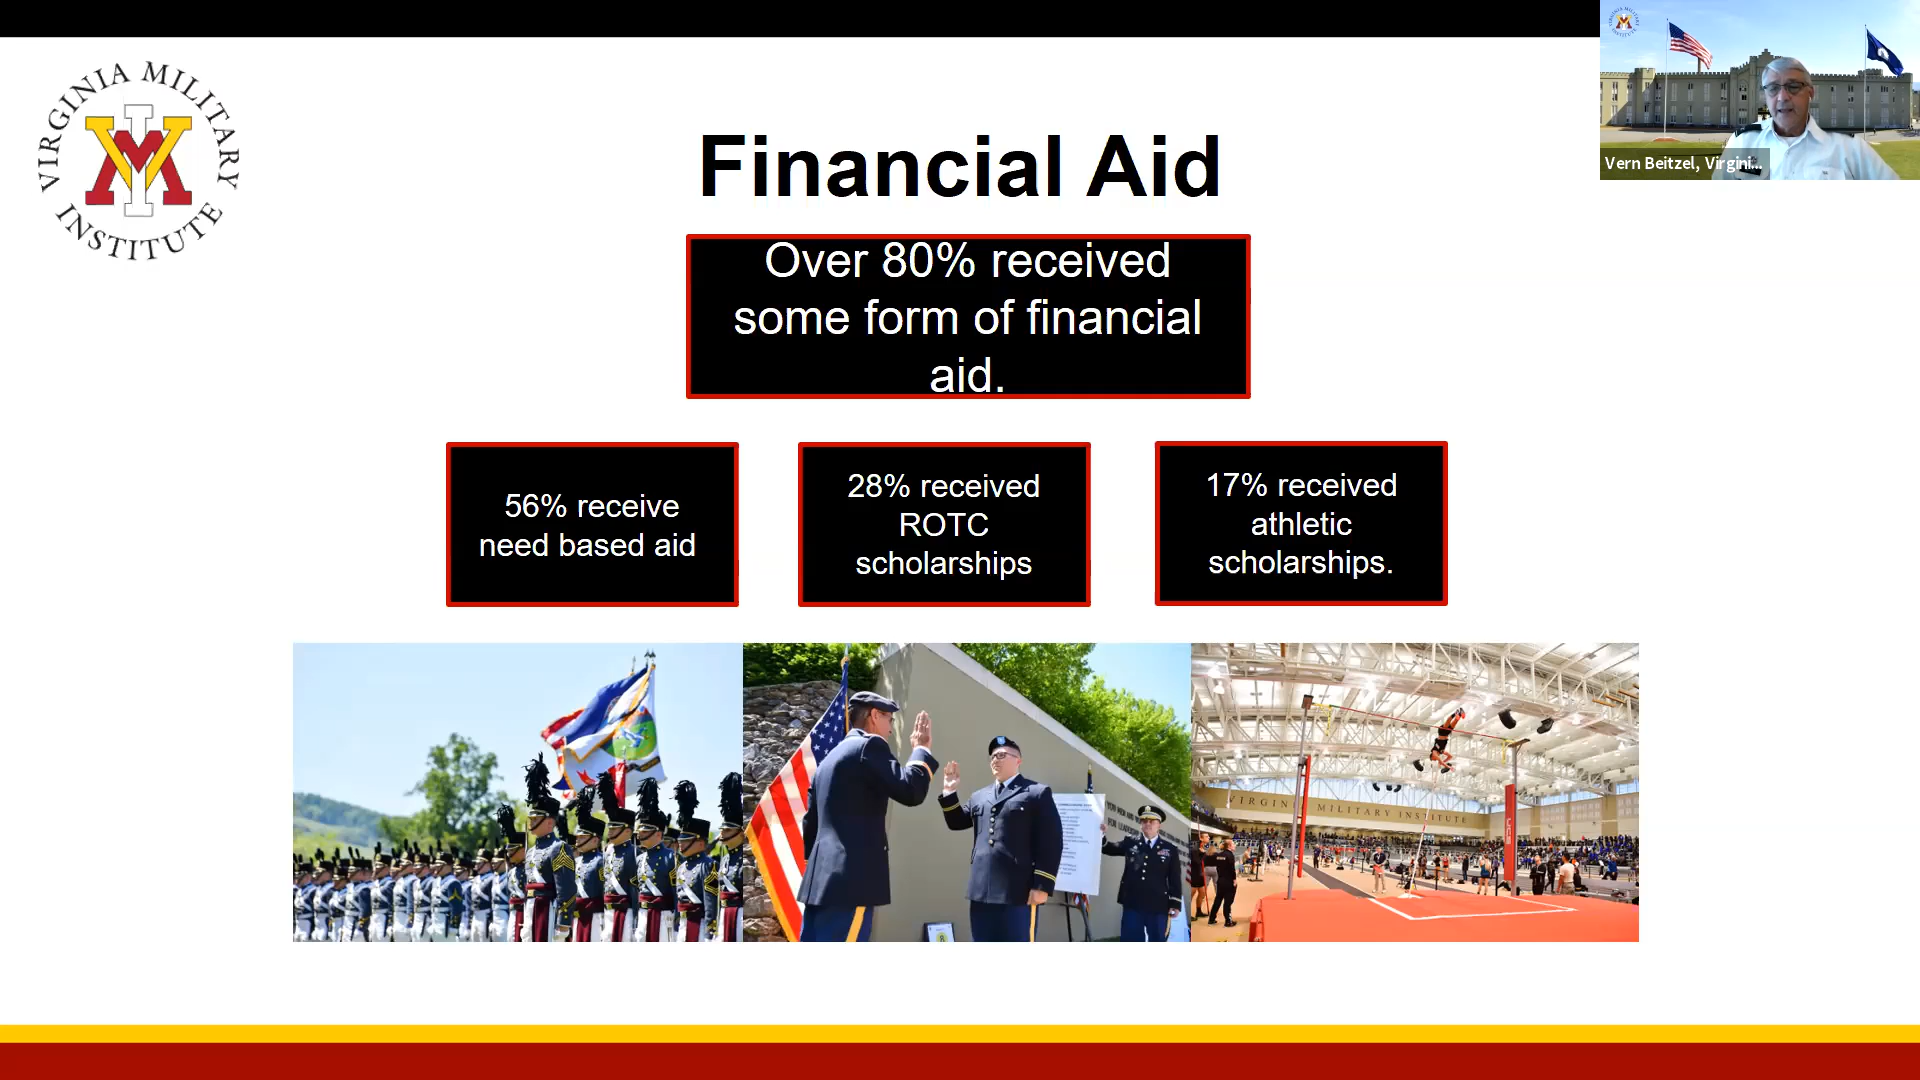 VIRGINIA MILITARY
INSTITUTE
VMI
Financial Aid
Over 80% received
some form of financial
aid.
56% receive
need based aid
28% received
ROTC
scholarships
17% received
athletic
scholarships.
Vern Beitzel, Virgini...
VIRGINIA MILITARY INSTITUTE